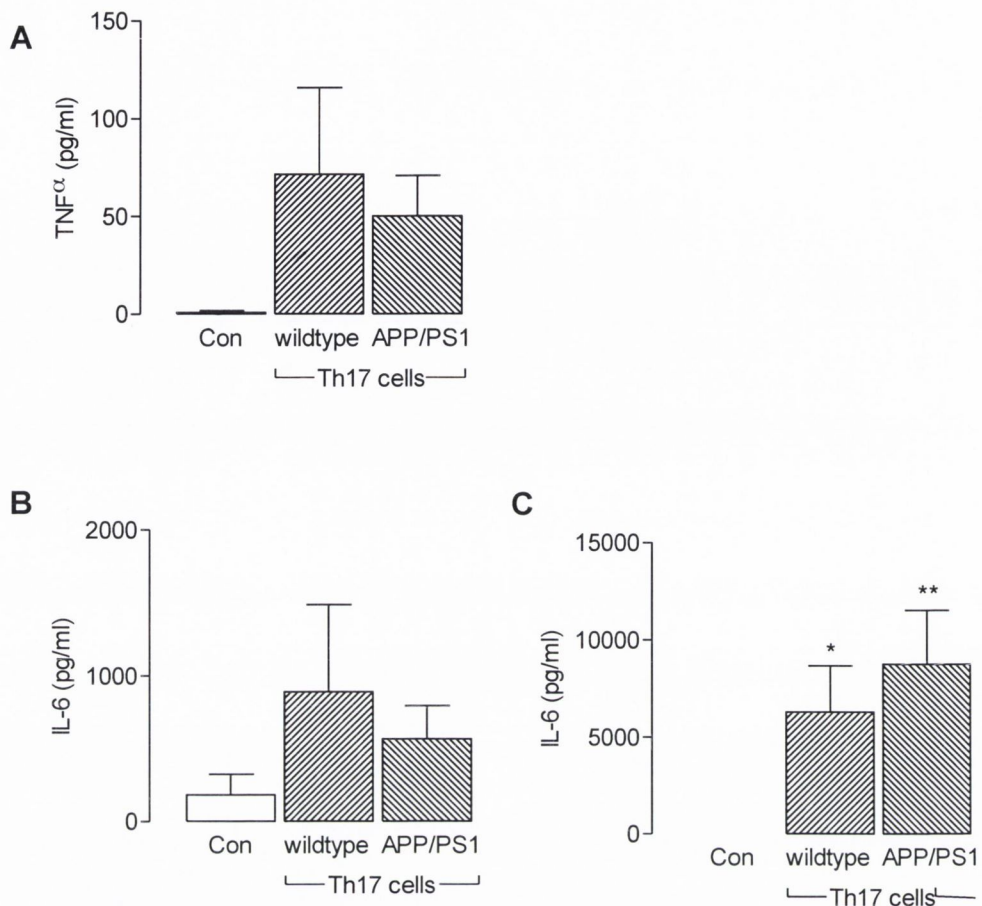 A
150
100
50
0
TNFα (pg/ml)
Con wildtype APP/PS1
Th17 cells
B
2000
1000
0
IL-6 (pg/ml)
Con wildtype APP/PS1
Th17 cells
C
15000
10000
5000
0
IL-6 (pg/ml)
*
**
Con wildtype APP/PS1
Th17 cells